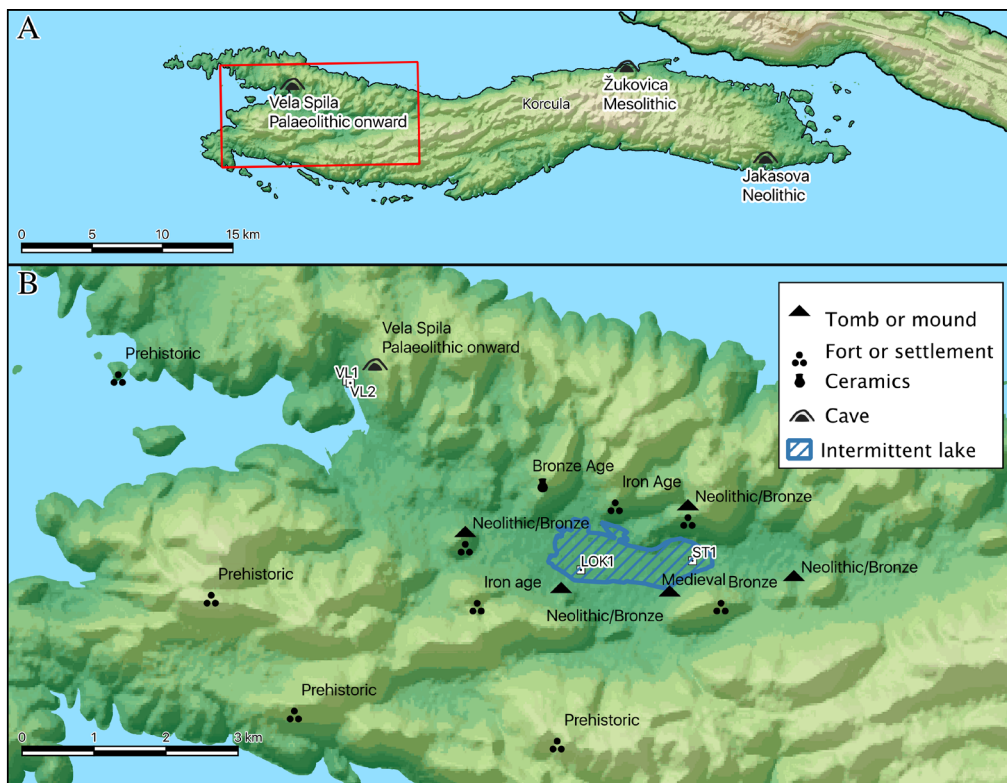 A
Vela Spila
Palaeolithic onward
Korcula
Žukovica
Mesolithic
Jakasova
Neolithic
0 5 10 15 km
B
Tomb or mound
Fort or settlement
Ceramics
Cave
Intermittent lake
Vela Spila
Palaeolithic onward
Prehistoric
VL1
VL2
Bronze Age
Iron Age
Neolithic/Bronze
Neolithic/Bronze
ST1
LOK1
Neolithic/Bronze
Prehistoric
Iron age
Medieval
Bronze
Neolithic/Bronze
Prehistoric
Prehistoric
0 1 2 3 km